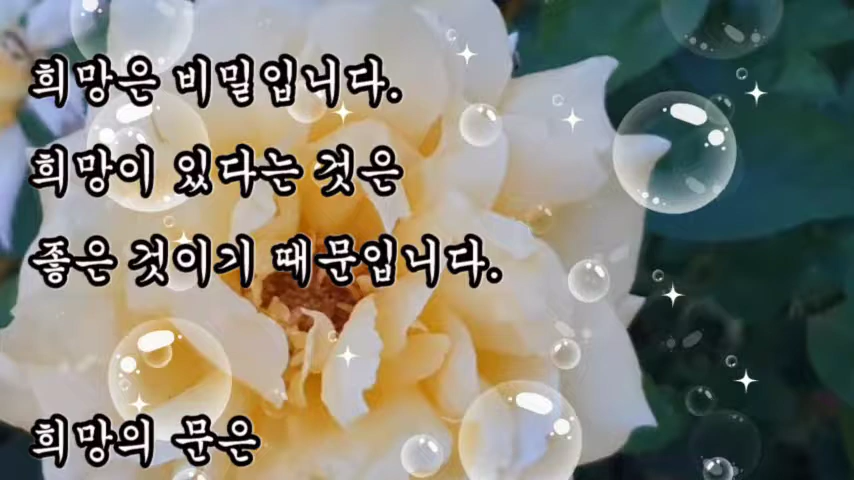 희망은 비밀입니다.
희망이 있다는 것은
좋은 것이기 때문입니다.
희망의 문은